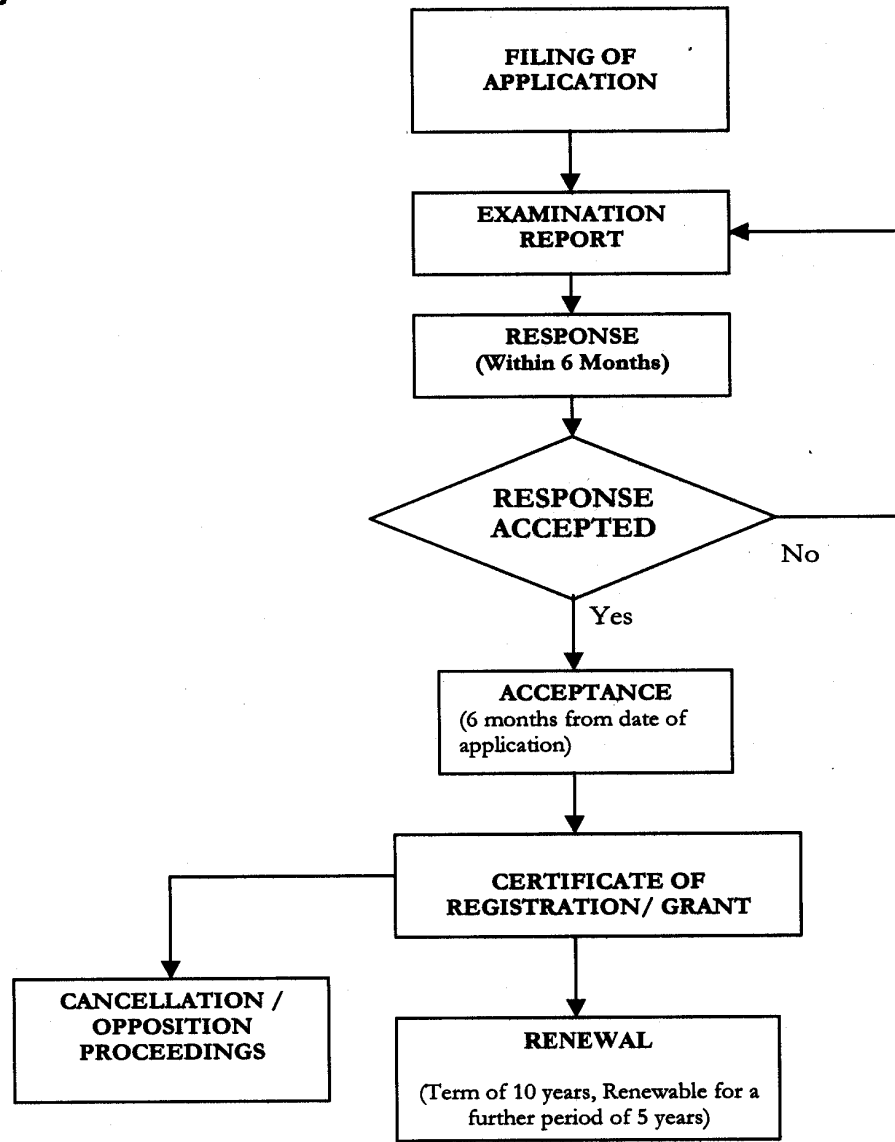 FILING OF
APPLICATION
EXAMINATION
REPORT
RESPONSE
(Within 6 Months)
RESPONSE
ACCEPTED
No
Yes
ACCEPTANCE
(6 months from date of
application)
CERTIFICATE OF
REGISTRATION/ GRANT
CANCELLATION /
OPPOSITION
PROCEEDINGS
RENEWAL
(Term of 10 years, Renewable for a
further period of 5 years)